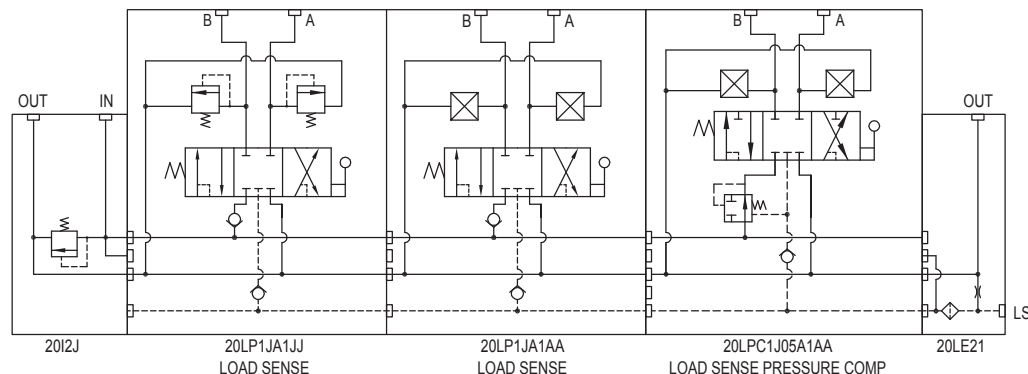 B A B A B A
OUT IN OUT
LS
20I2J 20LP1JA1JJ 20LP1JA1AA 20LPC1J05A1AA 20LE21
LOAD SENSE LOAD SENSE LOAD SENSE PRESSURE COMP